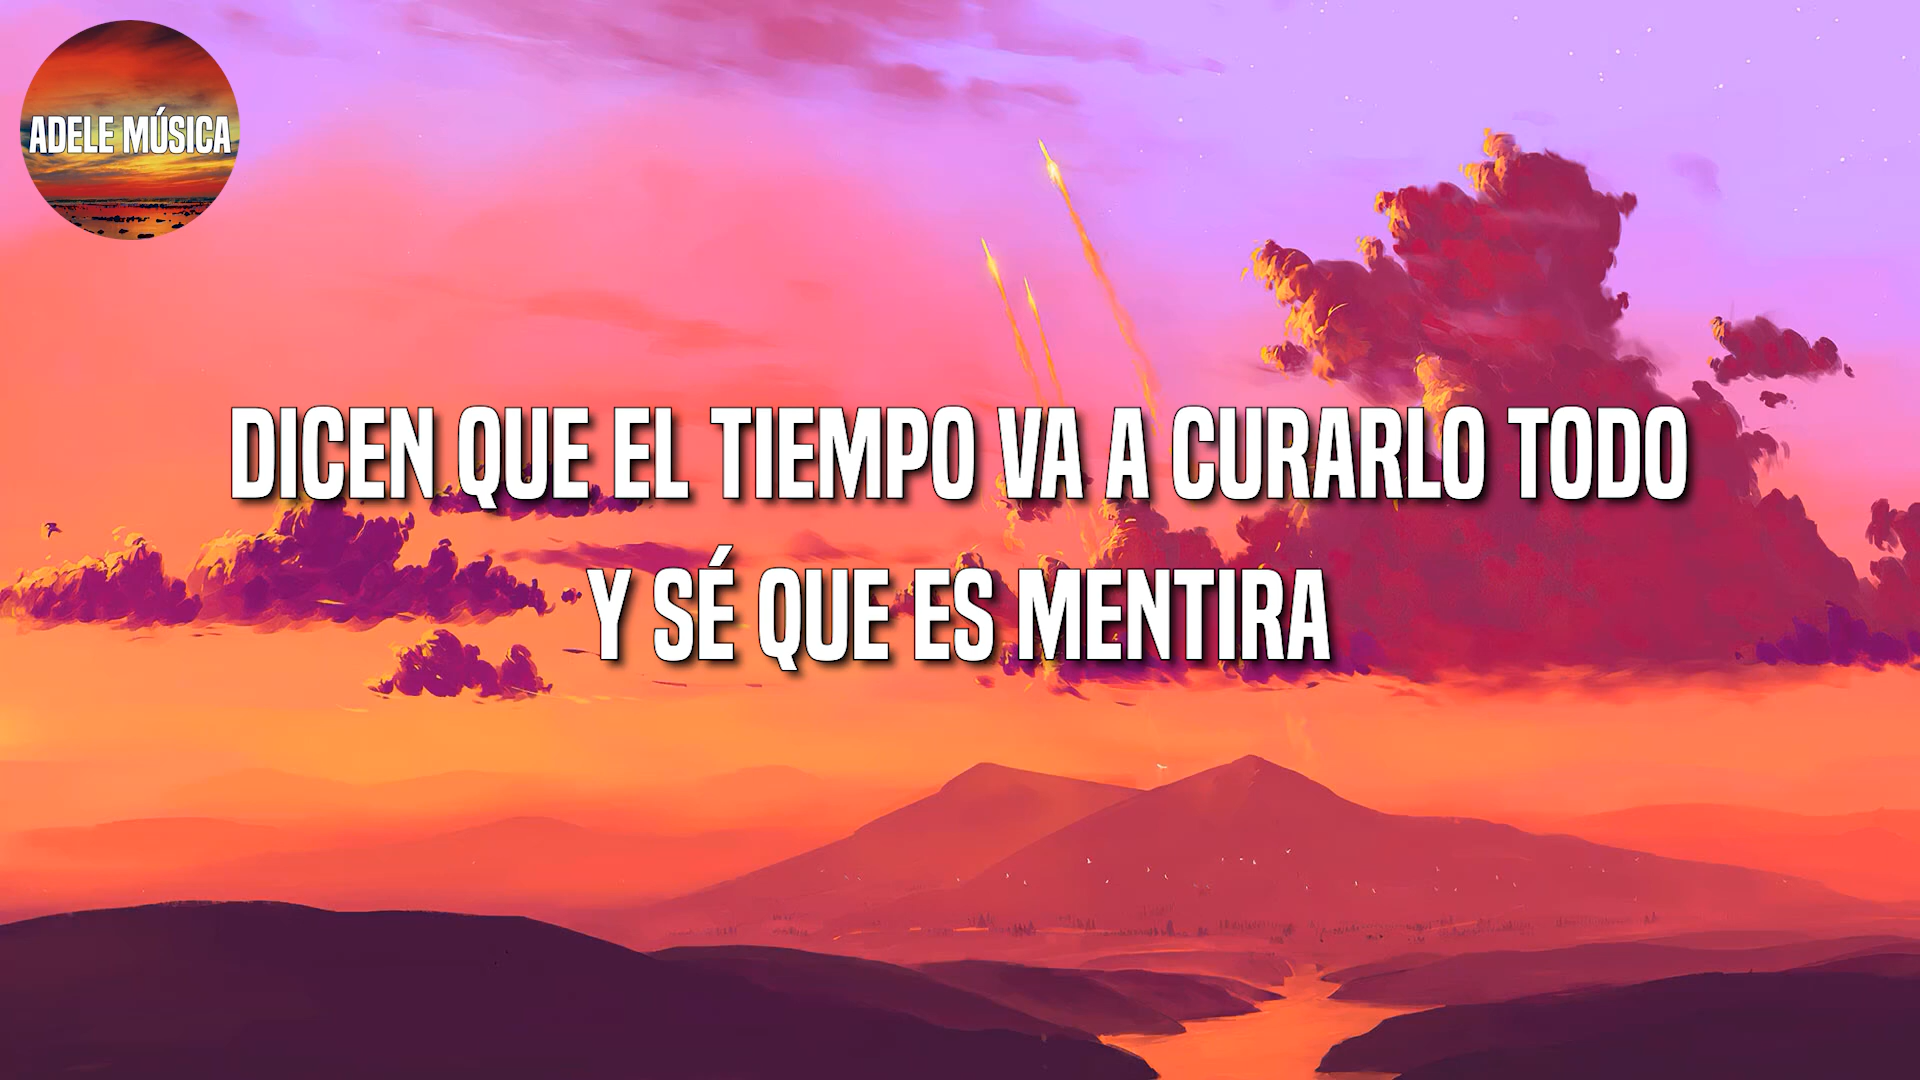 ADELE MÚSICA
DICEN QUE EL TIEMPO VA A CURARLO TODO
Y SÉ QUE ES MENTIRA